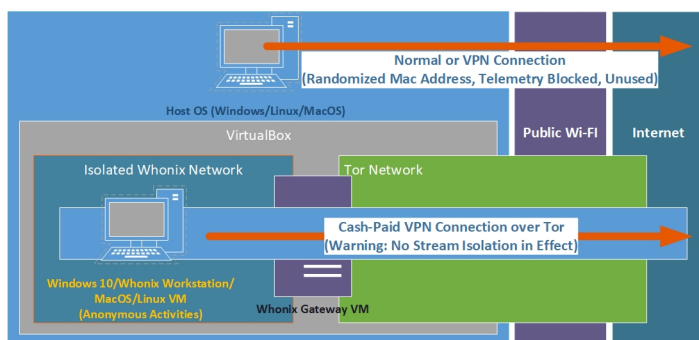 Normal or VPN Connection
(Randomized Mac Address, Telemetry Blocked, Unused)
Host OS (Windows/Linux/MacOS)
VirtualBox
Public Wi-FI
Internet
Isolated Whonix Network
Tor Network
Cash-Paid VPN Connection over Tor
(Warning: No Stream Isolation in Effect)
Windows 10/Whonix Workstation/
MacOS/Linux VM
(Anonymous Activities)
Whonix Gateway VM